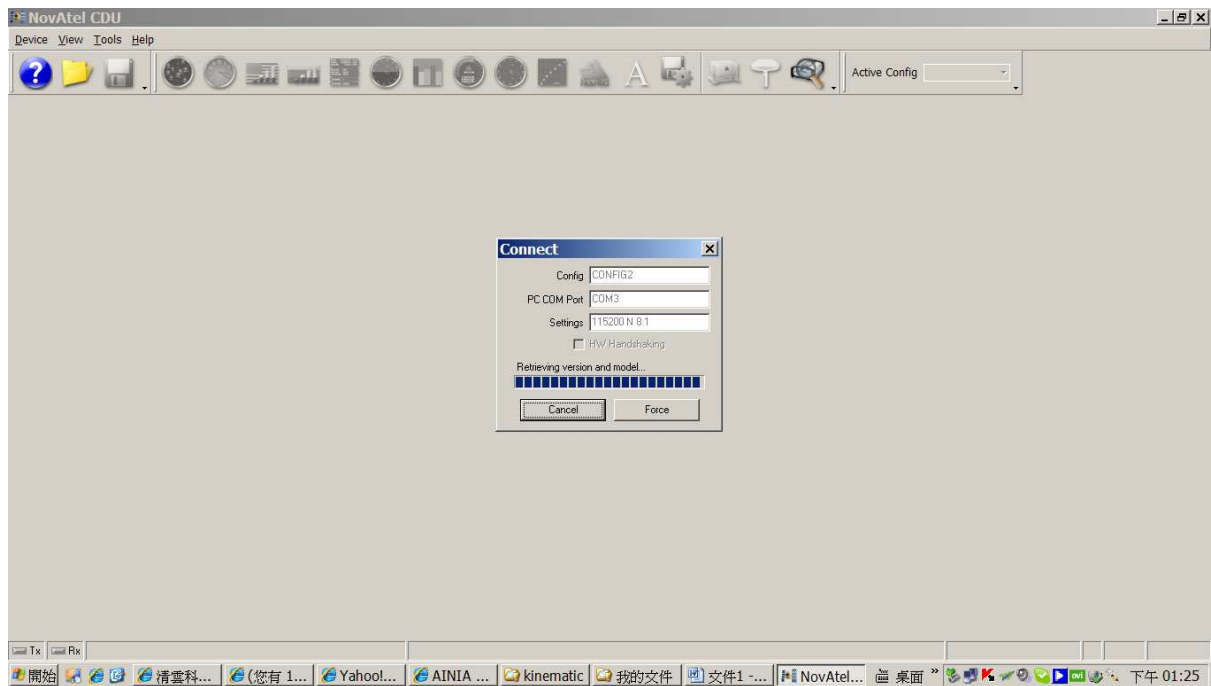 NovAtel CDU
Device View Tools Help
Active Config
Connect
Config CONFIG2
PC COM Port COM3
Settings 115200 N 8 1
HW Handshaking
Retrieving version and model...
Cancel Force
Tx Rx
開始 清雲科... (您有 1... Yahoo!... AINIA ... kinematic 我的文件 文件1 -... NovAtel... 桌面 » 下午 01:25